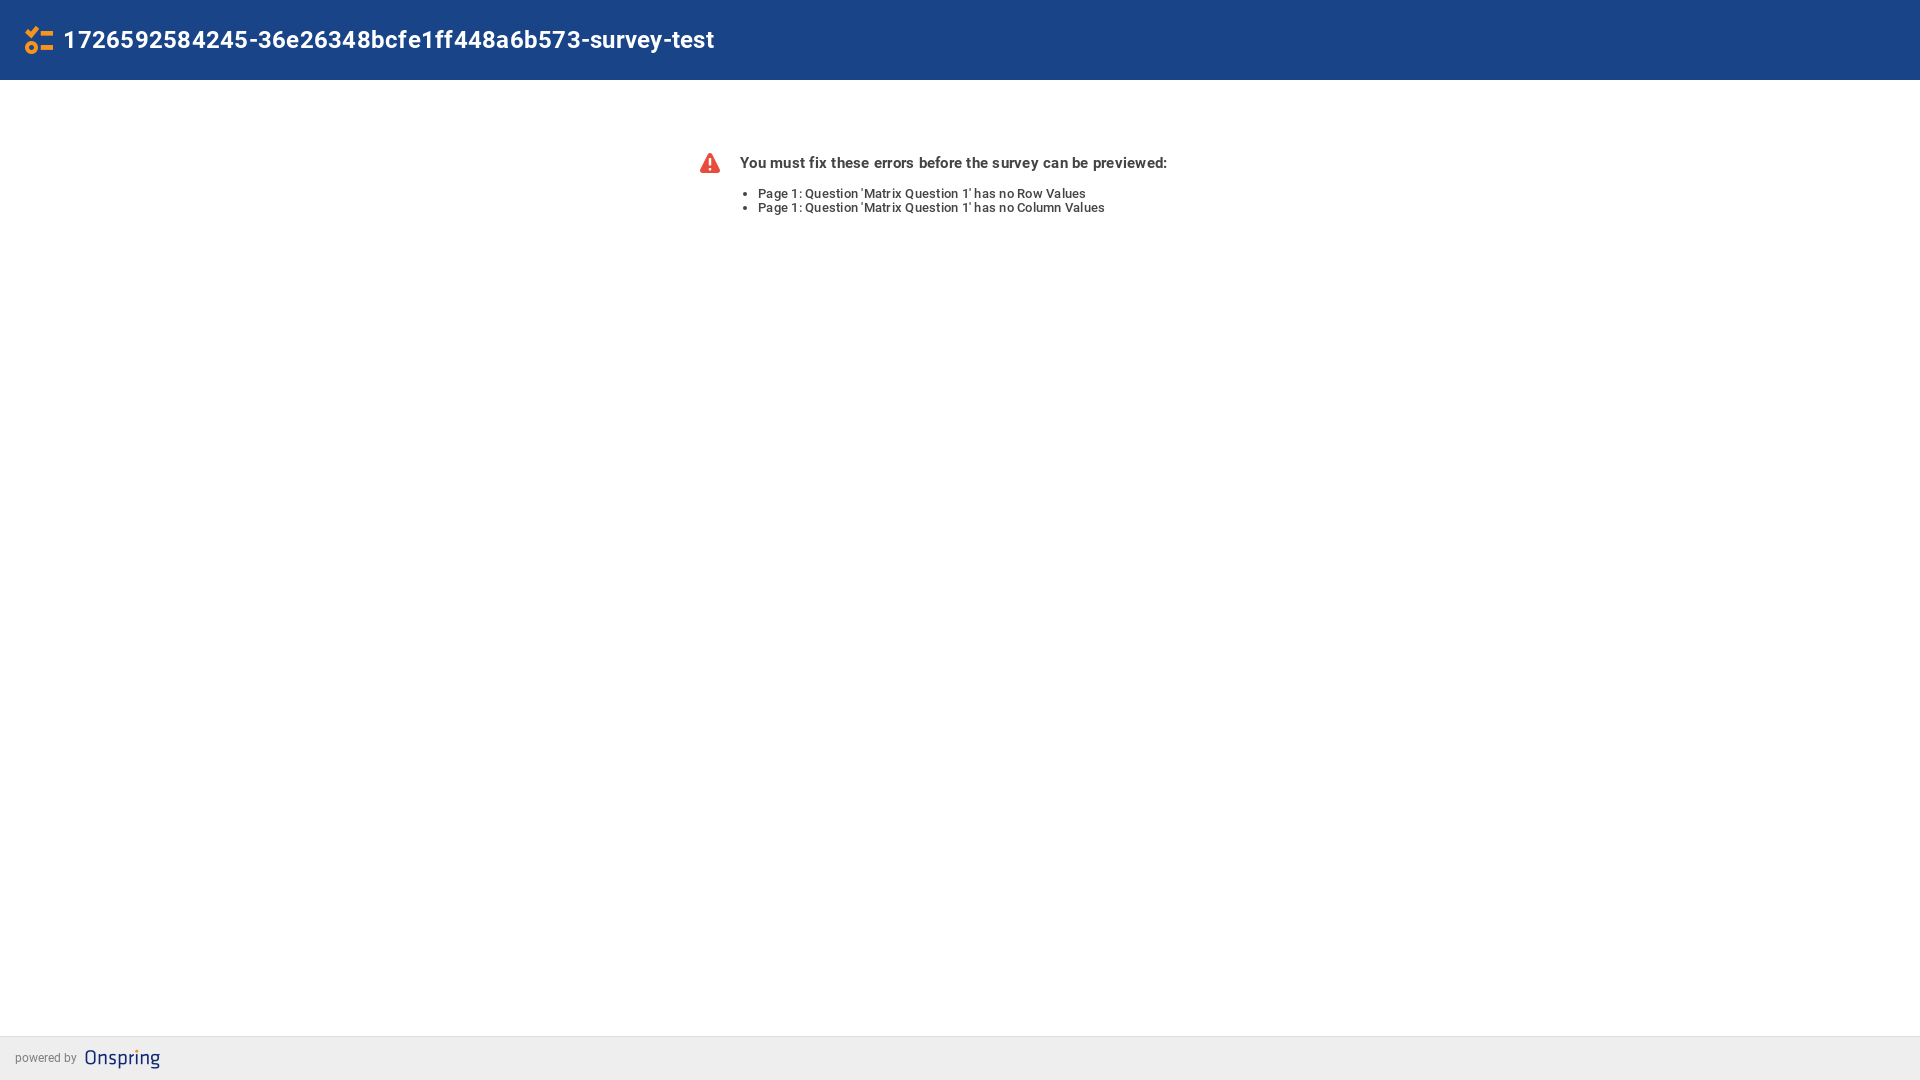 1726592584245-36e26348bcfe1ff448a6b573-survey-test
You must fix these errors before the survey can be previewed:
• Page 1: Question 'Matrix Question 1' has no Row Values
• Page 1: Question 'Matrix Question 1' has no Column Values
powered by Onspring